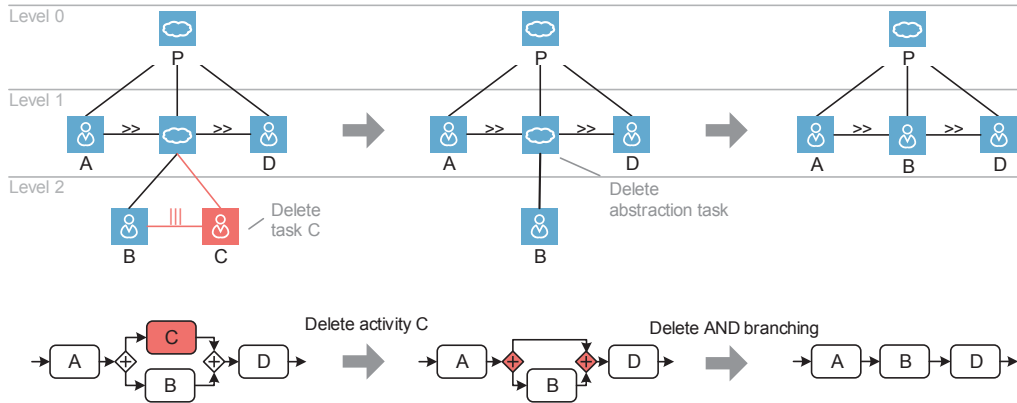 Level 0
P
P
P
Level 1
>>
>>
>>
>>
>>
>>
A
D
A
D
A
B
D
Level 2
|||
Delete
task C
Delete
abstraction task
B
C
B
Delete activity C
Delete AND branching
C
A
+
+
D
B
A
+
+
D
B
A
B
D